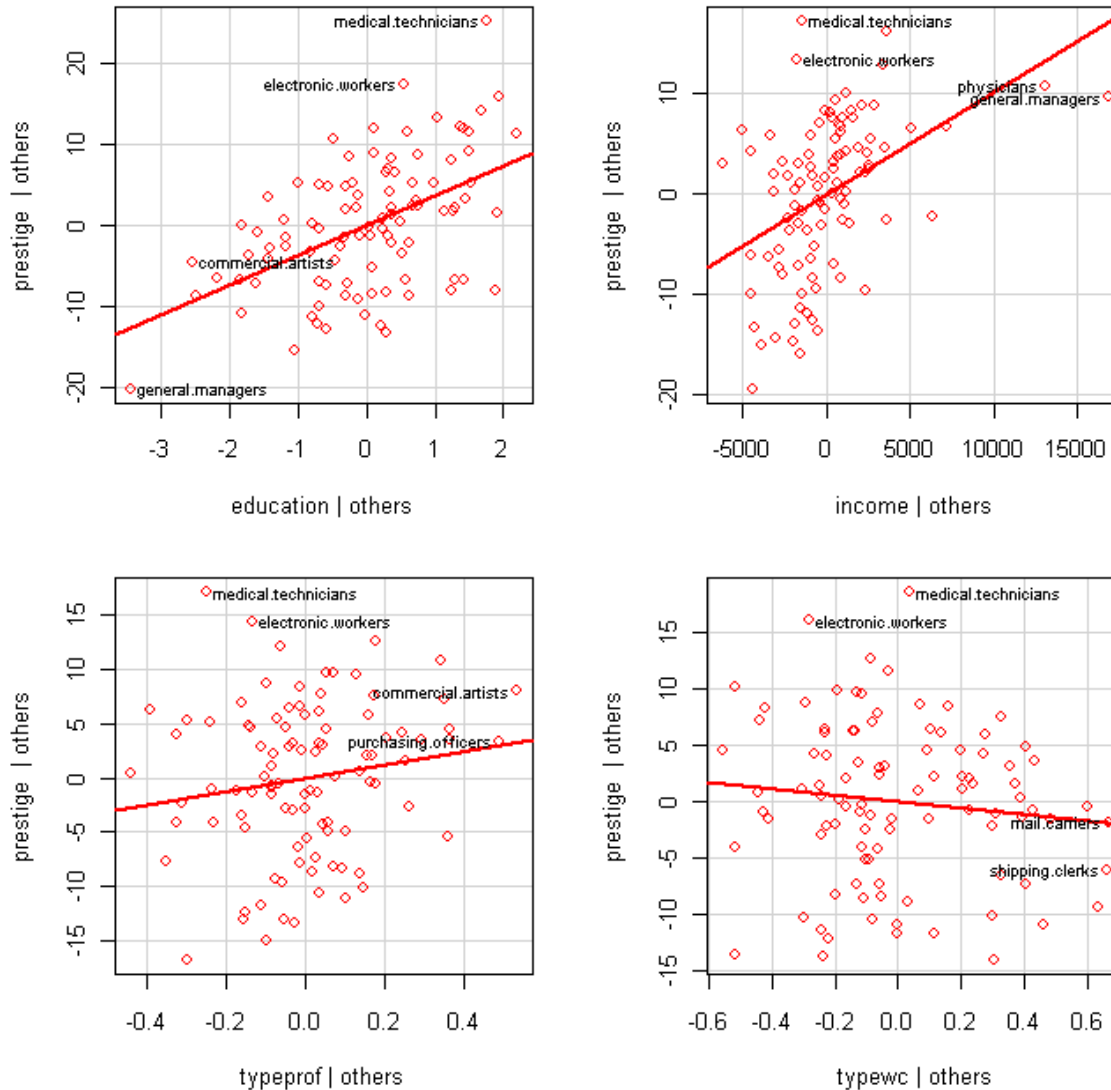 medical.technicians
electronic.workers
commercial.artists
general.managers
prestige | others
20
10
0
-10
-20
-3
-2
-1
0
1
2
education | others
medical.technicians
electronic.workers
physicians
general.managers
prestige | others
10
0
-10
-20
-5000
0
5000
10000
15000
income | others
medical.technicians
electronic.workers
commercial.artists
purchasing.officers
prestige | others
15
10
5
0
-5
-10
-15
-0.4
-0.2
0.0
0.2
0.4
typeprof | others
medical.technicians
electronic.workers
mail.carriers
shipping.clerks
prestige | others
15
10
5
0
-5
-10
-15
-0.6
-0.4
-0.2
0.0
0.2
0.4
0.6
typewc | others